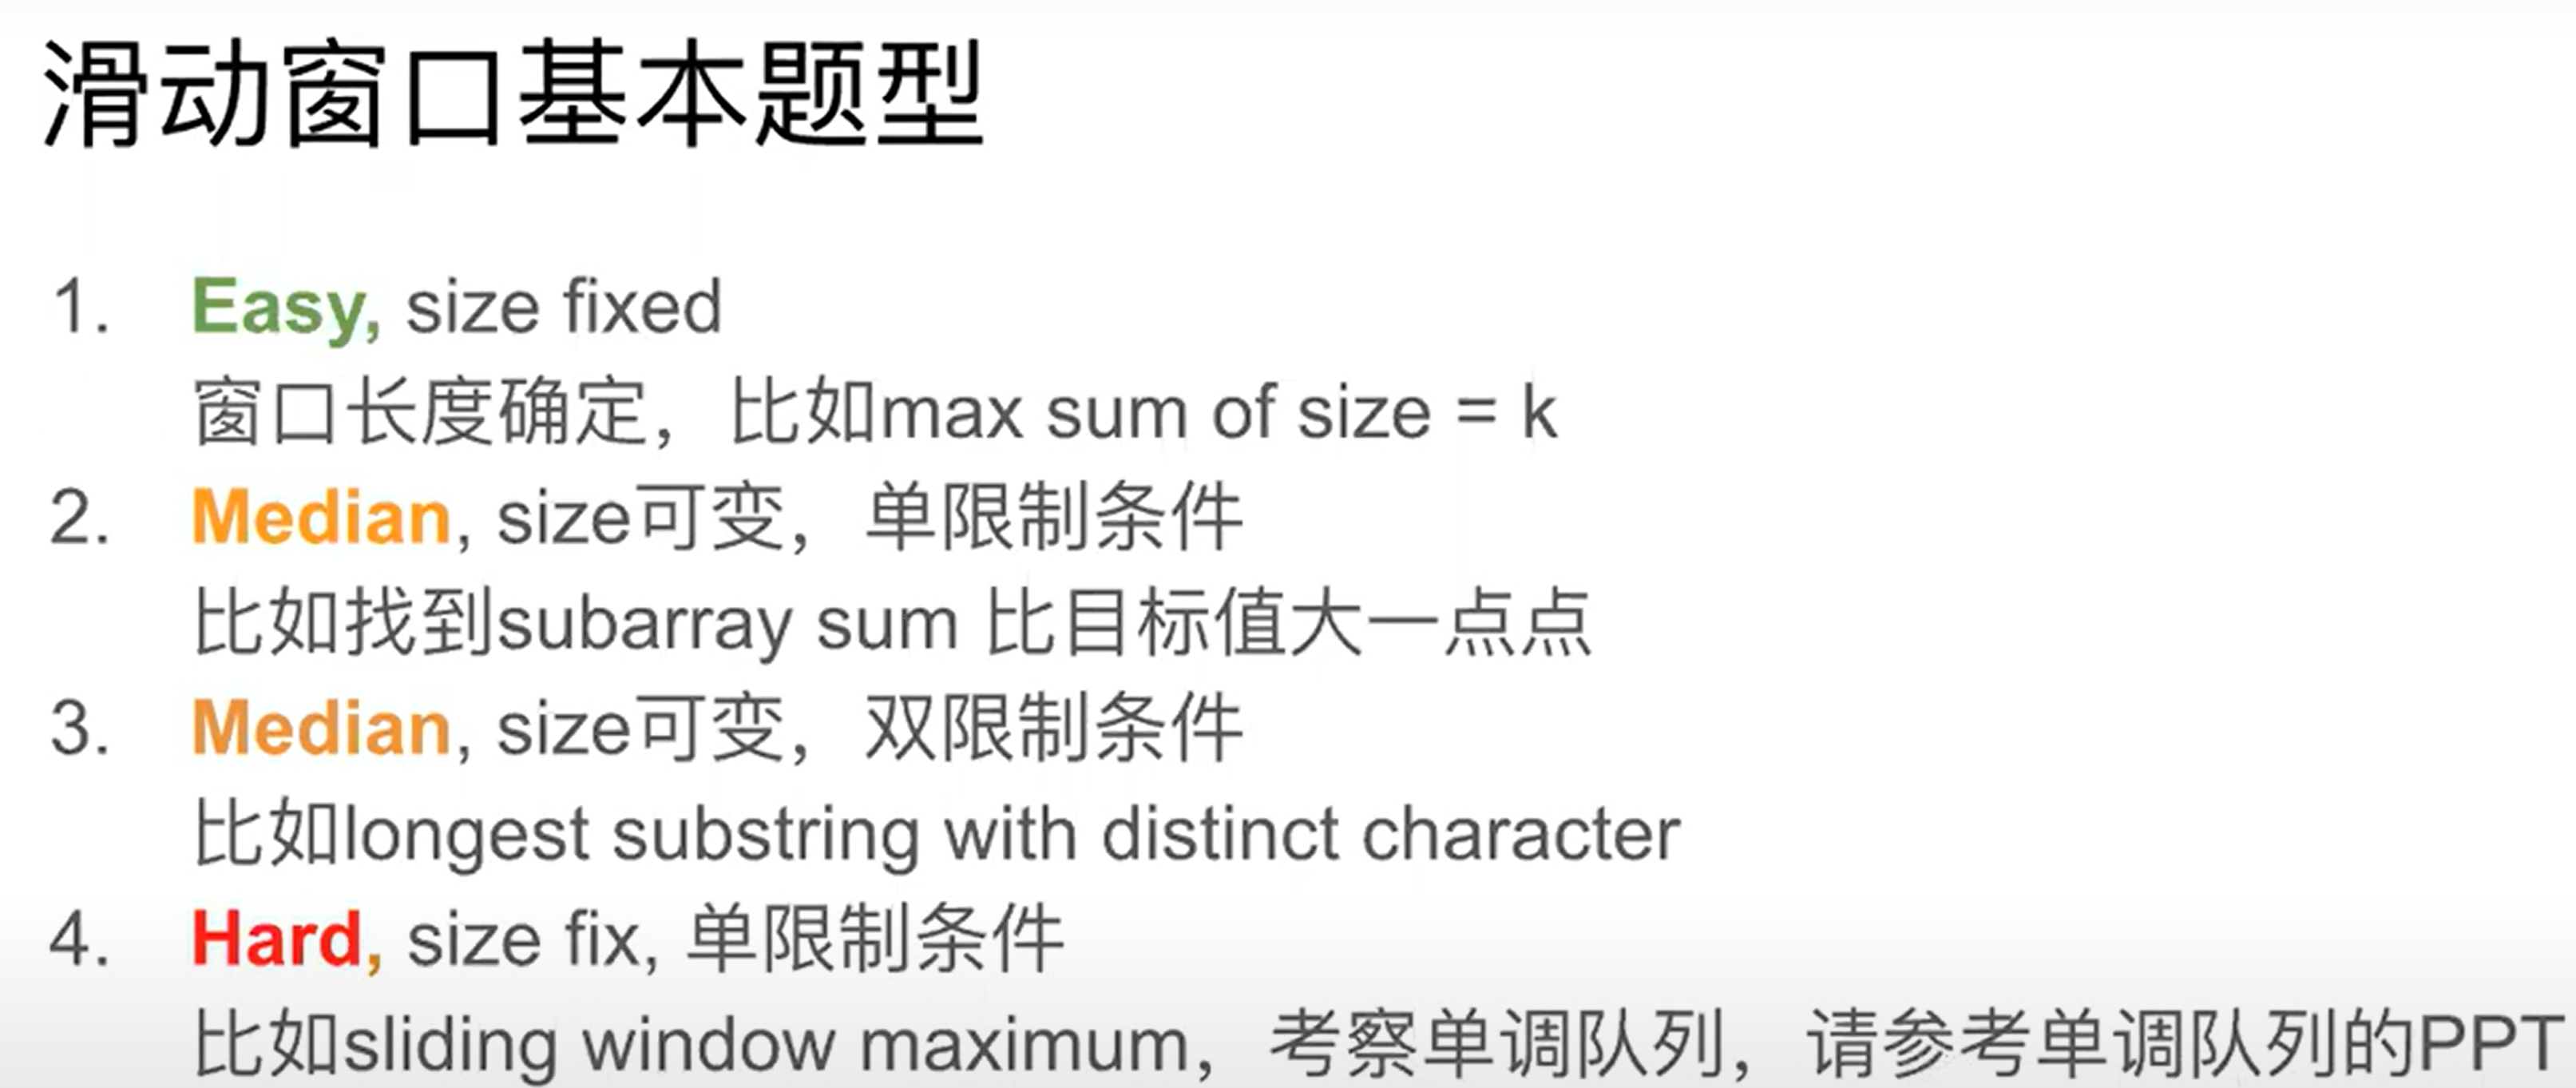 滑动窗口基本题型
1. Easy, size fixed
窗口长度确定，比如max sum of size = k
2. Median, size可变，单限制条件
比如找到subarray sum 比目标值大一点点
3. Median, size可变，双限制条件
比如longest substring with distinct character
4. Hard, size fix, 单限制条件
比如sliding window maximum，考察单调队列，请参考单调队列的PPT